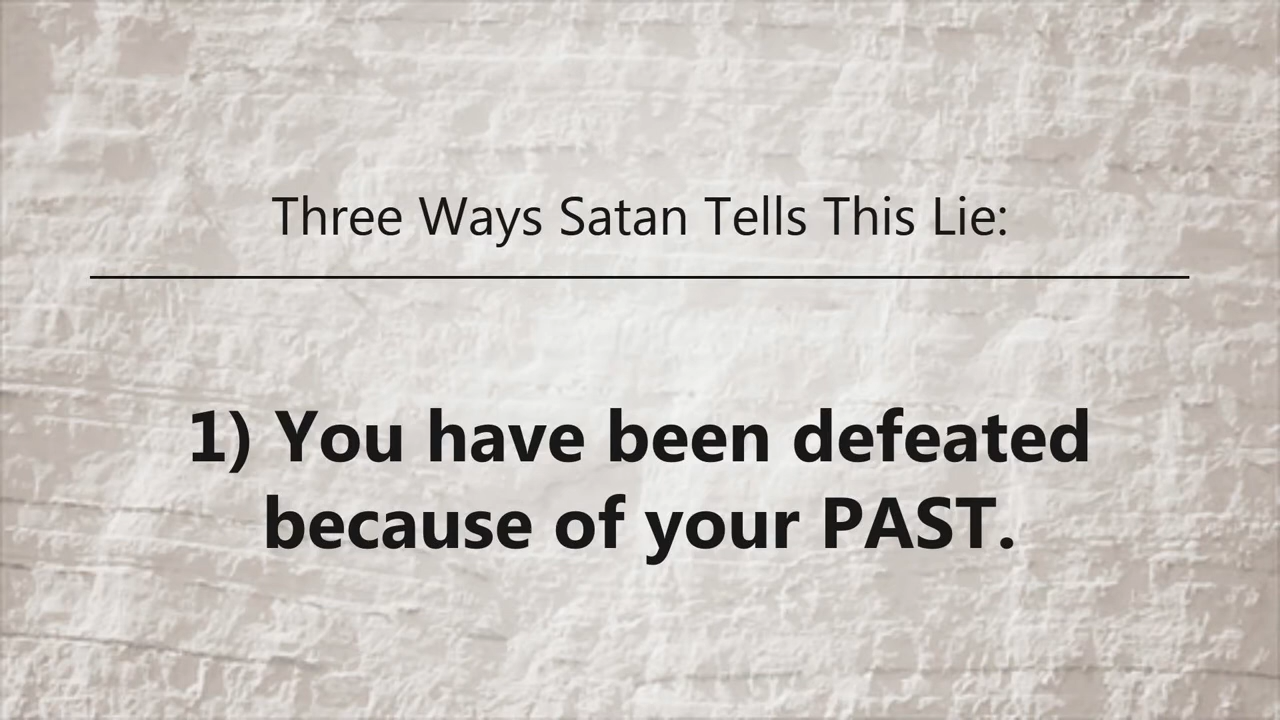 Three Ways Satan Tells This Lie:
1) You have been defeated
because of your PAST.